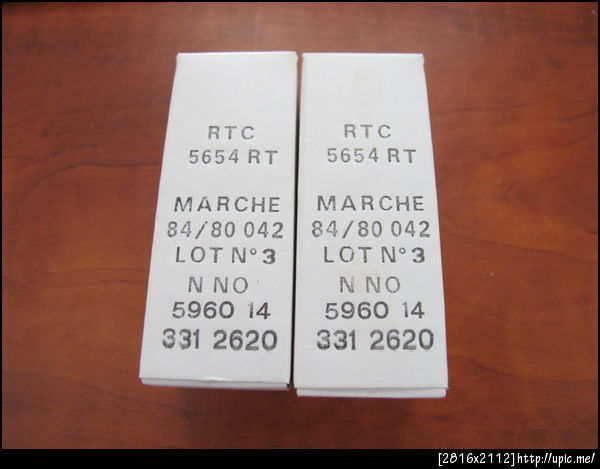 RTC
5654 RT
MARCHE
84/80 042
LOT N° 3
N NO
5960 14
331 2620
RTC
5654 RT
MARCHE
84/80 042
LOT N° 3
N NO
5960 14
331 2620
[2816x2112]http://upic.me/